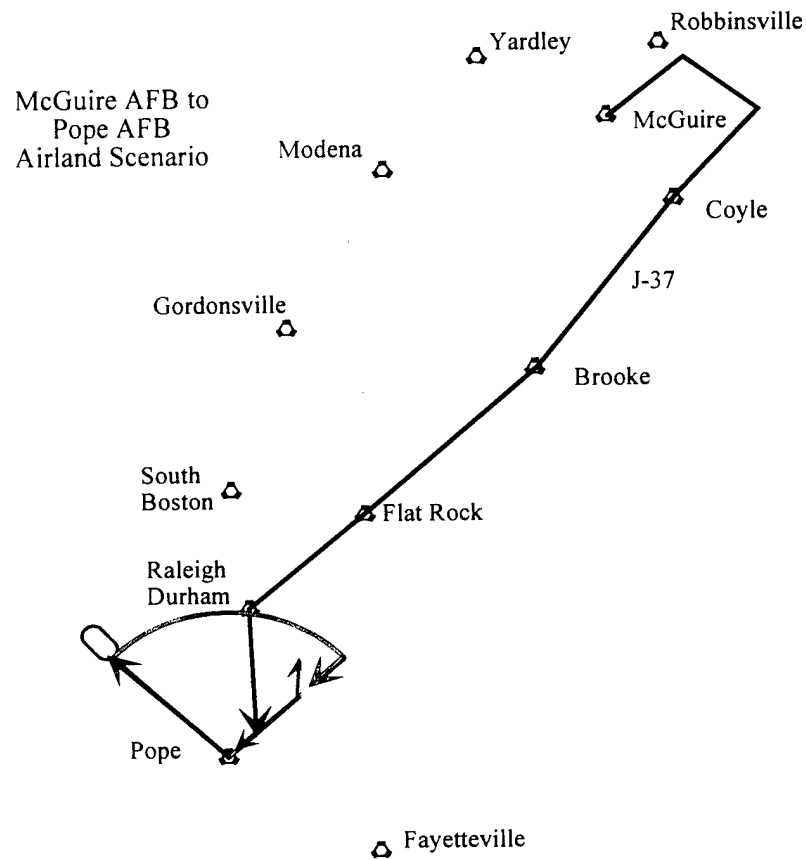 Robbinsville
Yardley
McGuire AFB to
Pope AFB
Airland Scenario
McGuire
Modena
Coyle
J-37
Gordonsville
Brooke
South
Boston
Flat Rock
Raleigh
Durham
Pope
Fayetteville